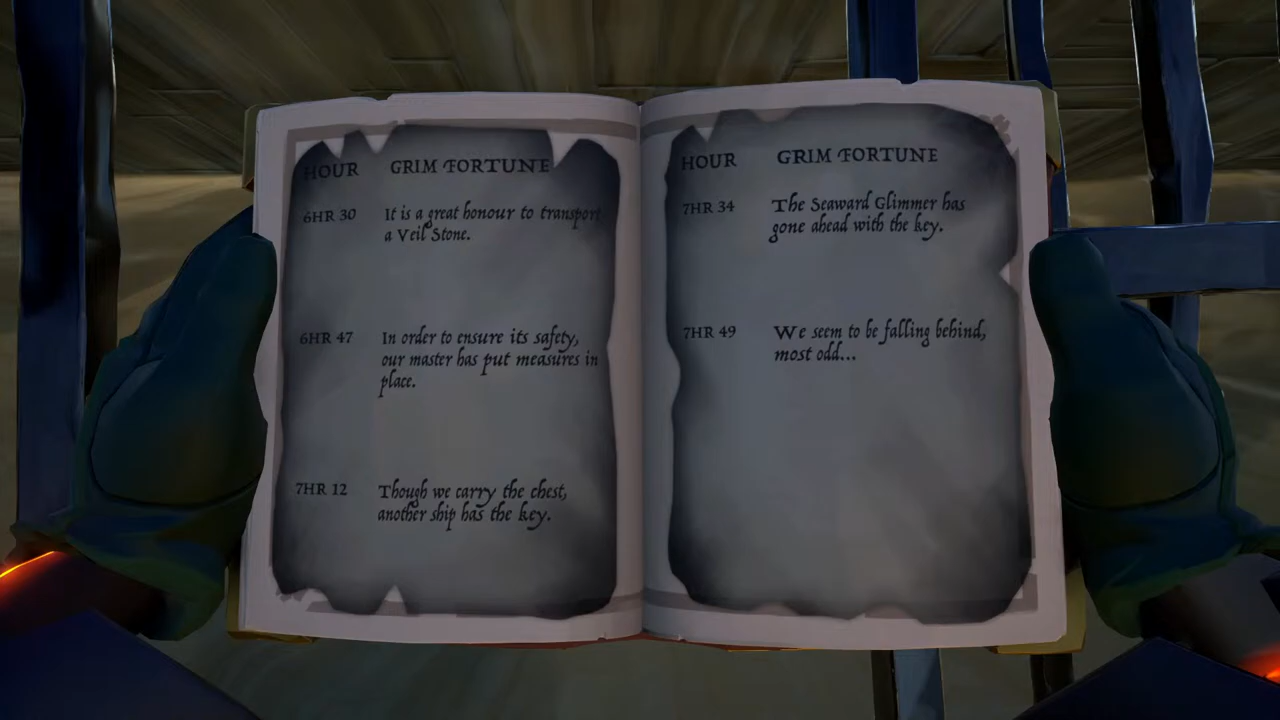 HOUR GRIM FORTUNE
6HR 30 It is a great honour to transport
a Veil Stone.
6HR 47 In order to ensure its safety,
our master has put measures in
place.
7HR 12 Though we carry the chest,
another ship has the key.
HOUR GRIM FORTUNE
7HR 34 The Seaward Glimmer has
gone ahead with the key.
7HR 49 We seem to be falling behind,
most odd...